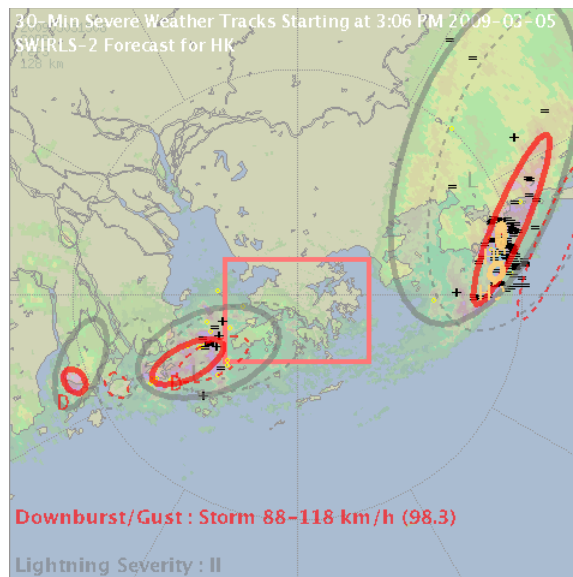 30-Min Severe Weather Tracks Starting at 3:06 PM 2009-03-05
SWIRLS-2 Forecast for HK
128 km
L
D
D
Downburst/Gust : Storm 88-118 km/h (98.3)
Lightning Severity : II